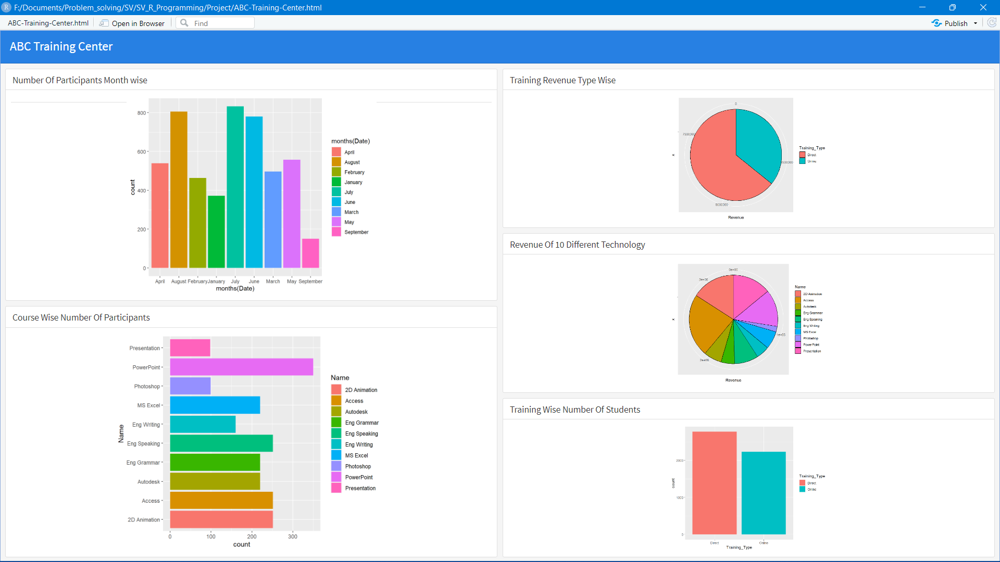 F:/Documents/Problem_solving/SV/SV_R_Programming/Project/ABC-Training-Center.html
ABC-Training-Center.html Open in Browser Find Publish
ABC Training Center
Number Of Participants Month wise
800
600
400
200
0
count
April August February January July June March May September
months(Date)
months(Date)
April
August
February
January
July
June
March
May
September
Course Wise Number Of Participants
Name
Presentation
PowerPoint
Photoshop
MS Excel
Eng Writing
Eng Speaking
Eng Grammar
Autodesk
Access
2D Animation
0 100 200 300
count
Name
2D Animation
Access
Autodesk
Eng Grammar
Eng Speaking
Eng Writing
MS Excel
Photoshop
PowerPoint
Presentation
Training Revenue Type Wise
0
7500000
x
2500000
5000000
Revenue
Training_Type
Direct
Online
Revenue Of 10 Different Technology
0e+00
3e+06
x
1e+06
2e+06
Revenue
Name
2D Animation
Access
Autodesk
Eng Grammar
Eng Speaking
Eng Writing
MS Excel
Photoshop
PowerPoint
Presentation
Training Wise Number Of Students
2000
1000
0
count
Direct Online
Training_Type
Training_Type
Direct
Online